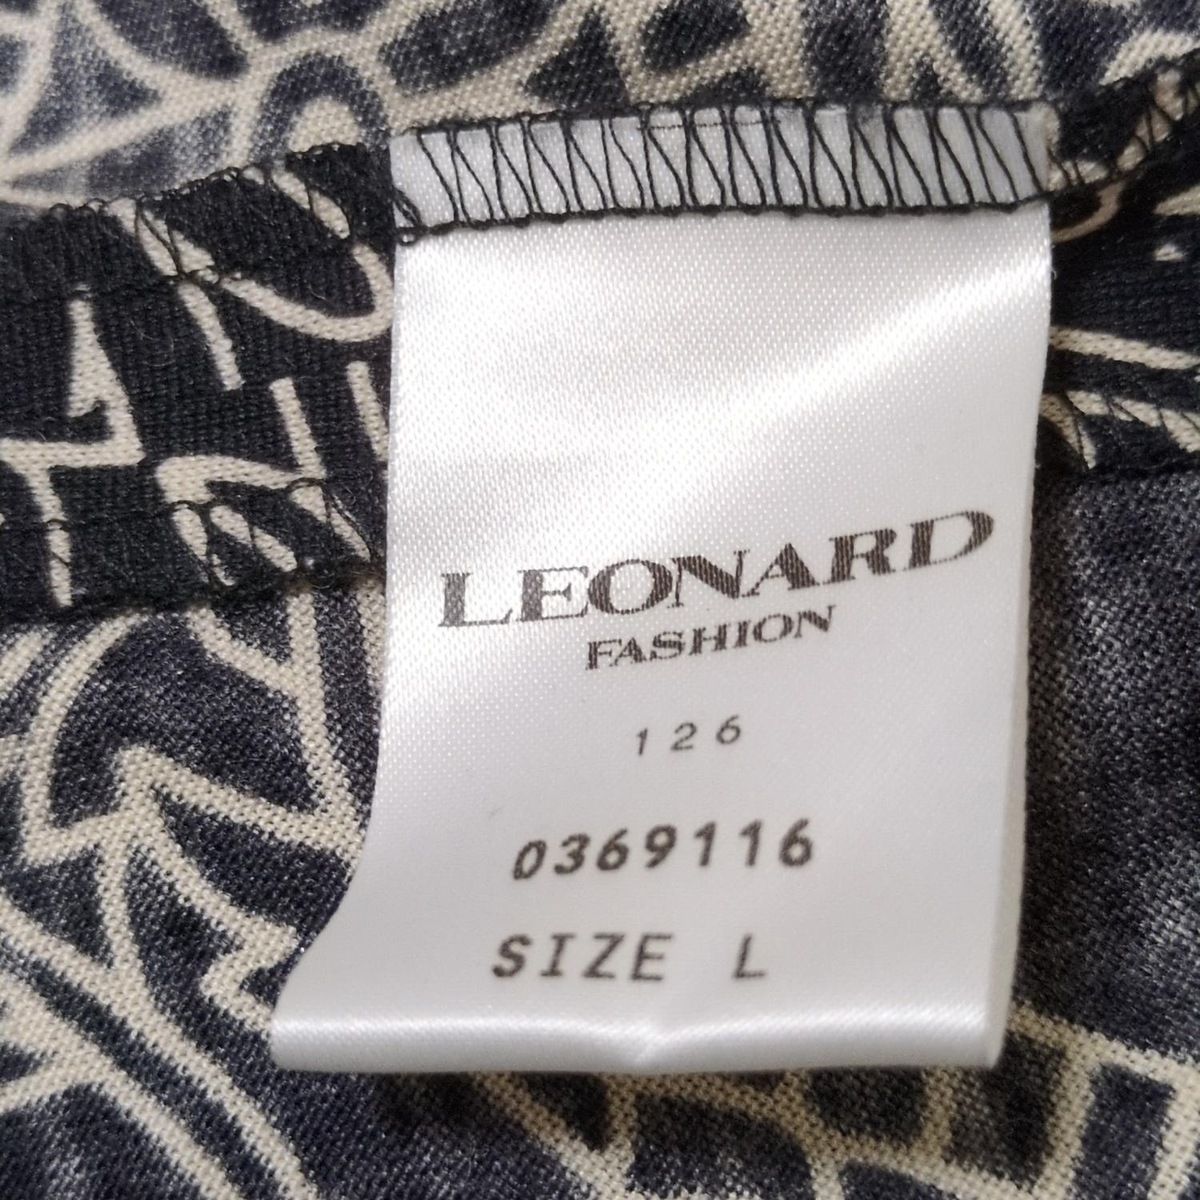 LEONARD
FASHION
126
0369116
SIZE L